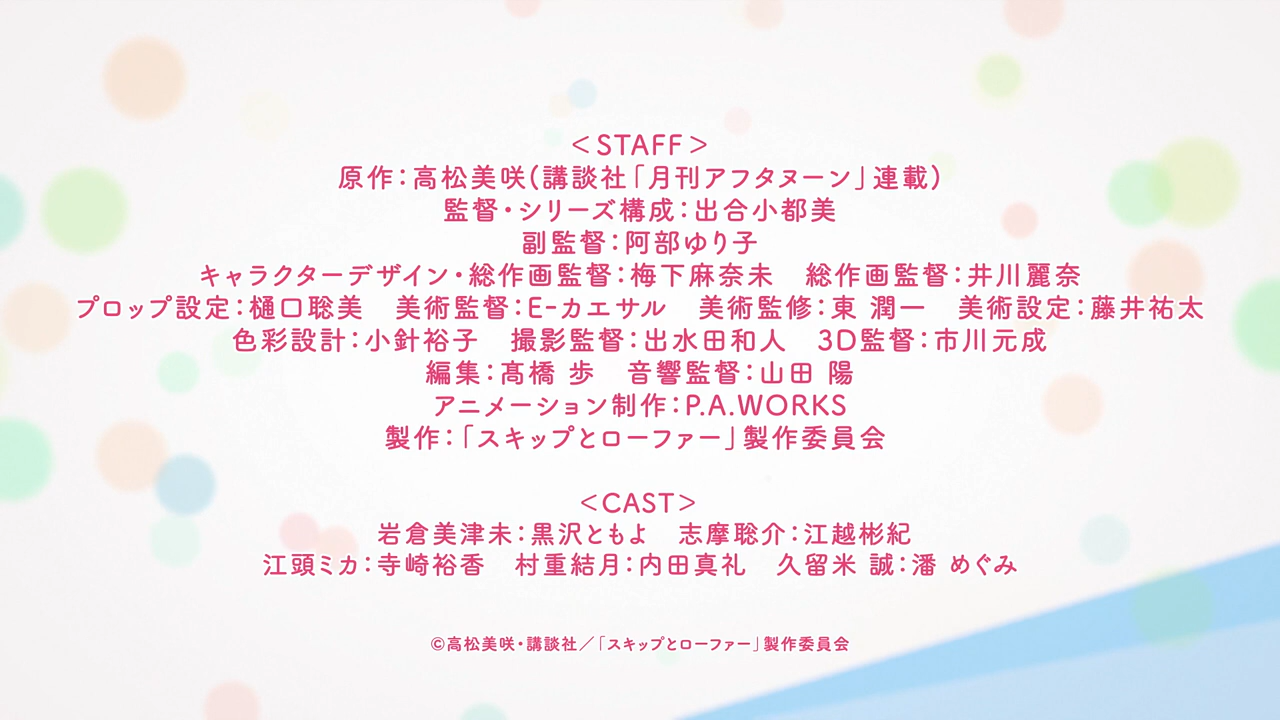 ＜STAFF＞
原作：高松美咲（講談社「月刊アフタヌーン」連載）
監督・シリーズ構成：出合小都美
副監督：阿部ゆり子
キャラクターデザイン・総作画監督：梅下麻奈未　総作画監督：井川麗奈
プロップ設定：樋口聡美　美術監督：E-カエサル　美術監修：東 潤一　美術設定：藤井祐太
色彩設計：小針裕子　撮影監督：出水田和人　3D監督：市川元成
編集：髙橋 歩　音響監督：山田 陽
アニメーション制作：P.A.WORKS
製作：「スキップとローファー」製作委員会
＜CAST＞
岩倉美津未：黒沢ともよ　志摩聡介：江越彬紀
江頭ミカ：寺崎裕香　村重結月：内田真礼　久留米 誠：潘 めぐみ
©高松美咲・講談社／「スキップとローファー」製作委員会